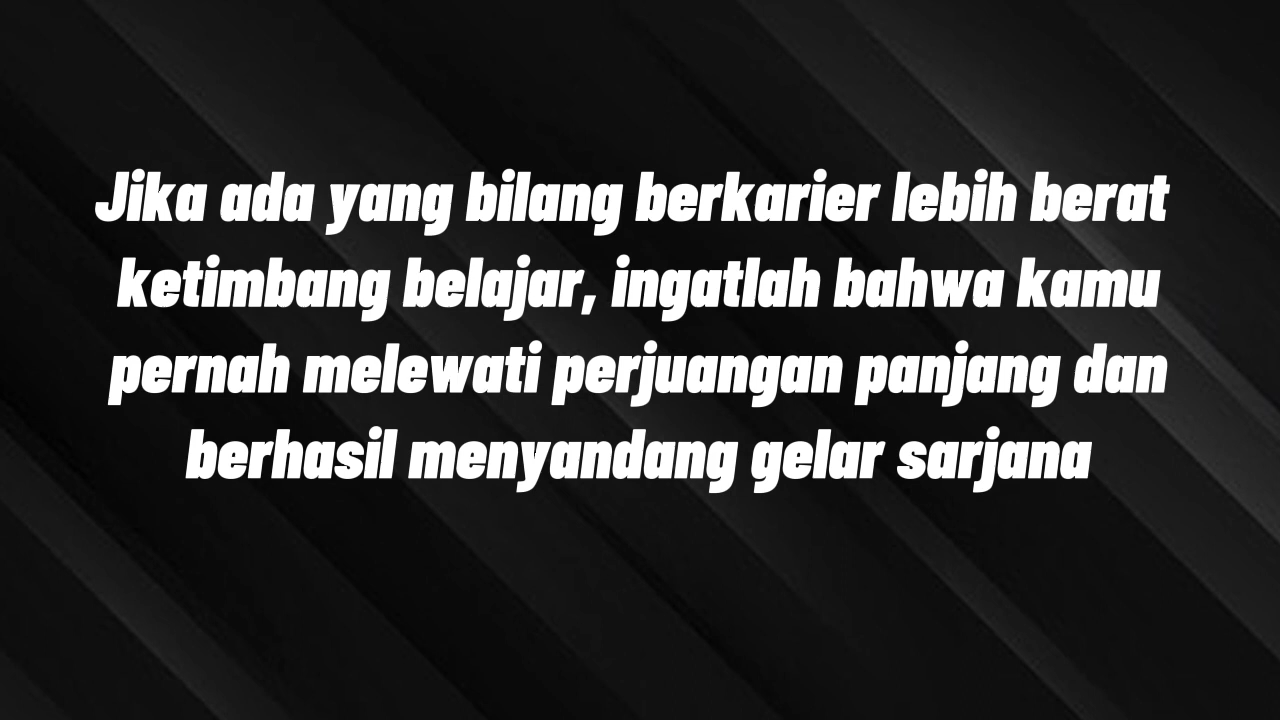 Jika ada yang bilang berkarier lebih berat
ketimbang belajar, ingatlah bahwa kamu
pernah melewati perjuangan panjang dan
berhasil menyandang gelar sarjana